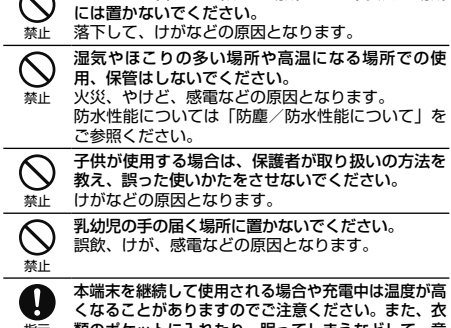 には置かないでください。
禁止
落下して、けがなどの原因となります。
湿気やほこりの多い場所や高温になる場所での使
用、保管はしないでください。
禁止
火災、やけど、感電などの原因となります。
防水性能については「防塵／防水性能について」を
ご参照ください。
子供が使用する場合は、保護者が取り扱いの方法を
教え、誤った使いかたをさせないでください。
禁止
けがなどの原因となります。
乳幼児の手の届く場所に置かないでください。
誤飲、けが、感電などの原因となります。
禁止
本端末を継続して使用される場合や充電中は温度が高
くなることがありますのでご注意ください。また、衣
類のポケットに入れたり、眠ってしまうなどして、意
指示